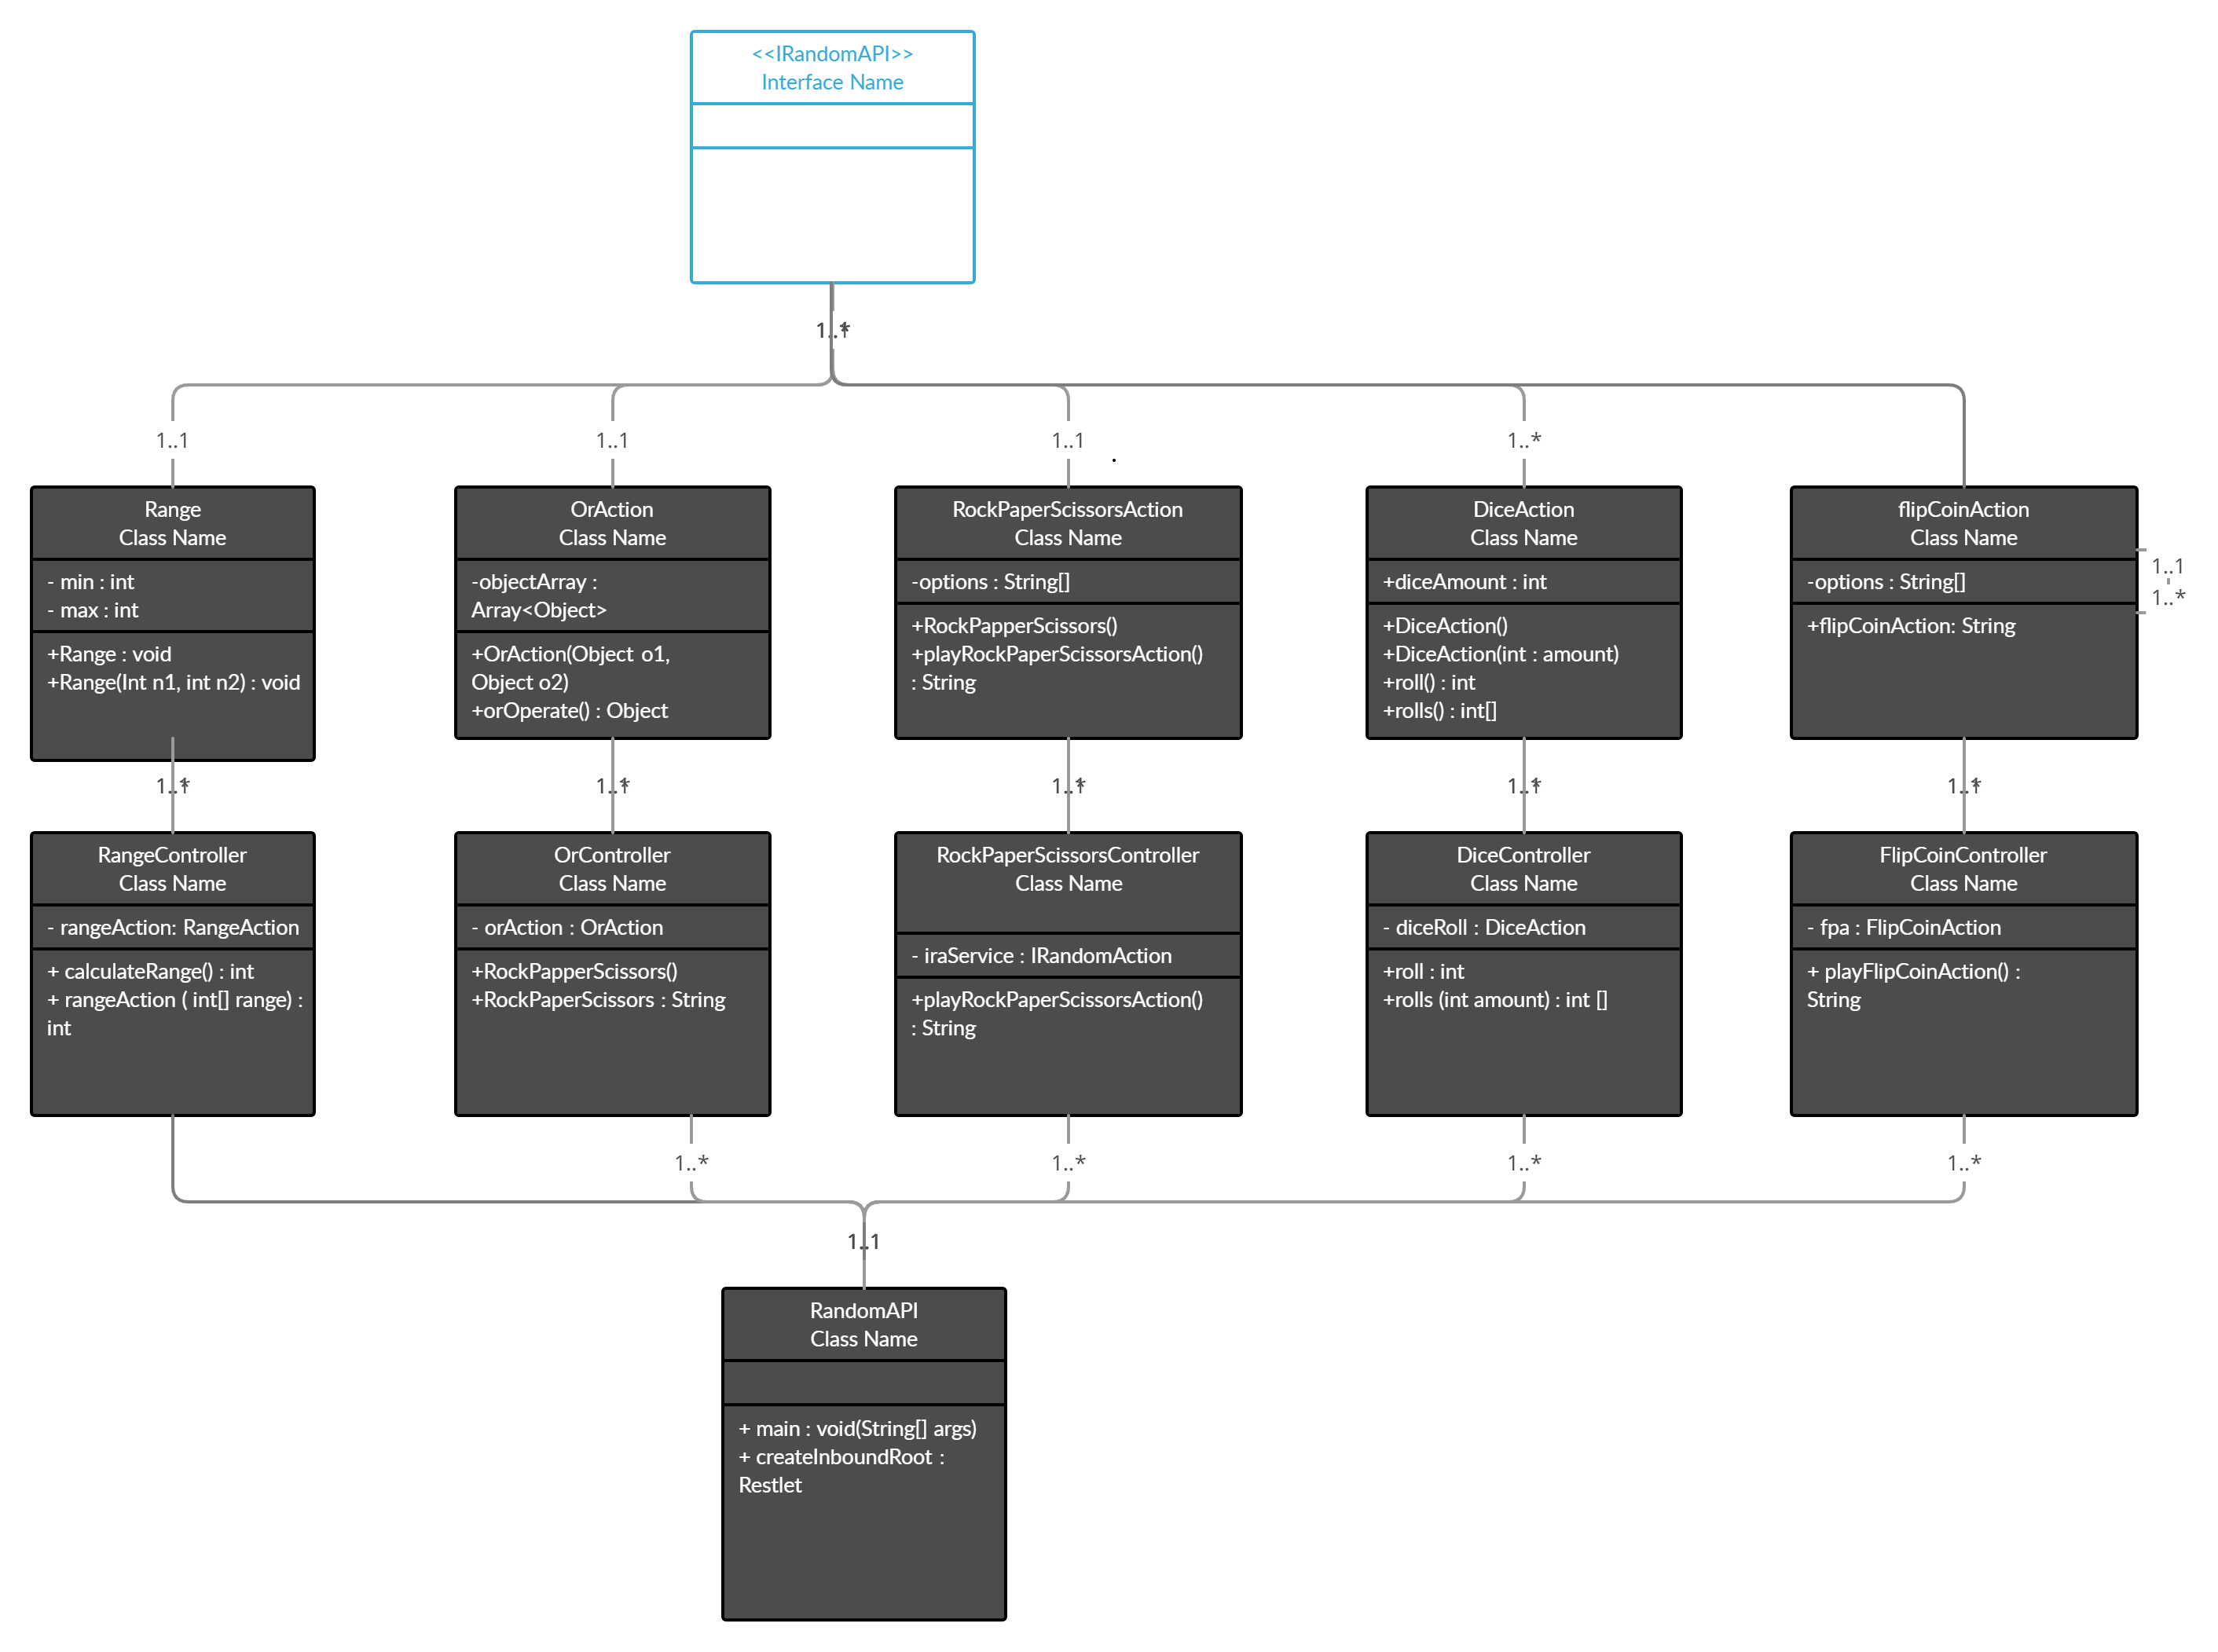 <<IRandomAPI>>
Interface Name
1..*
1..1
1..1
1..1
1..*
Range
Class Name
- min : int
- max : int
+Range : void
+Range(Int n1, int n2) : void
OrAction
Class Name
-objectArray :
Array<Object>
+OrAction(Object o1,
Object o2)
+orOperate() : Object
RockPaperScissorsAction
Class Name
-options : String[]
+RockPapperScissors()
+playRockPaperScissorsAction()
: String
DiceAction
Class Name
+diceAmount : int
+DiceAction()
+DiceAction(int : amount)
+roll() : int
+rolls() : int[]
flipCoinAction
Class Name
-options : String[]
+flipCoinAction: String
1..1
1..*
RangeController
Class Name
- rangeAction: RangeAction
+ calculateRange() : int
+ rangeAction ( int[] range) :
int
OrController
Class Name
- orAction : OrAction
+RockPapperScissors()
+RockPaperScissors : String
RockPaperScissorsController
Class Name
- iraService : IRandomAction
+playRockPaperScissorsAction()
: String
DiceController
Class Name
- diceRoll : DiceAction
+roll : int
+rolls (int amount) : int []
FlipCoinController
Class Name
- fpa : FlipCoinAction
+ playFlipCoinAction() :
String
1..*
1..*
1..*
1..*
1..1
RandomAPI
Class Name
+ main : void(String[] args)
+ createInboundRoot :
Restlet